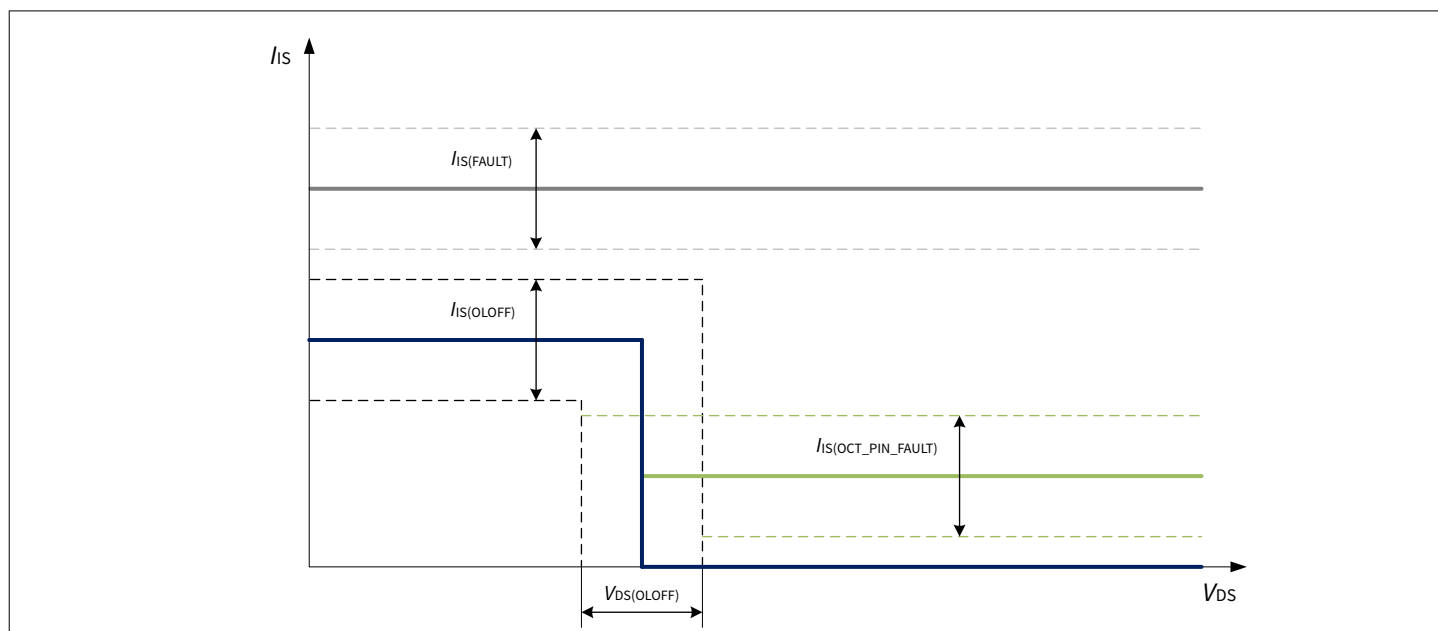 IIS
IIS(FAULT)
IIS(OLOFF)
IIS(OCT_PIN_FAULT)
VDS(OLOFF)
VDS